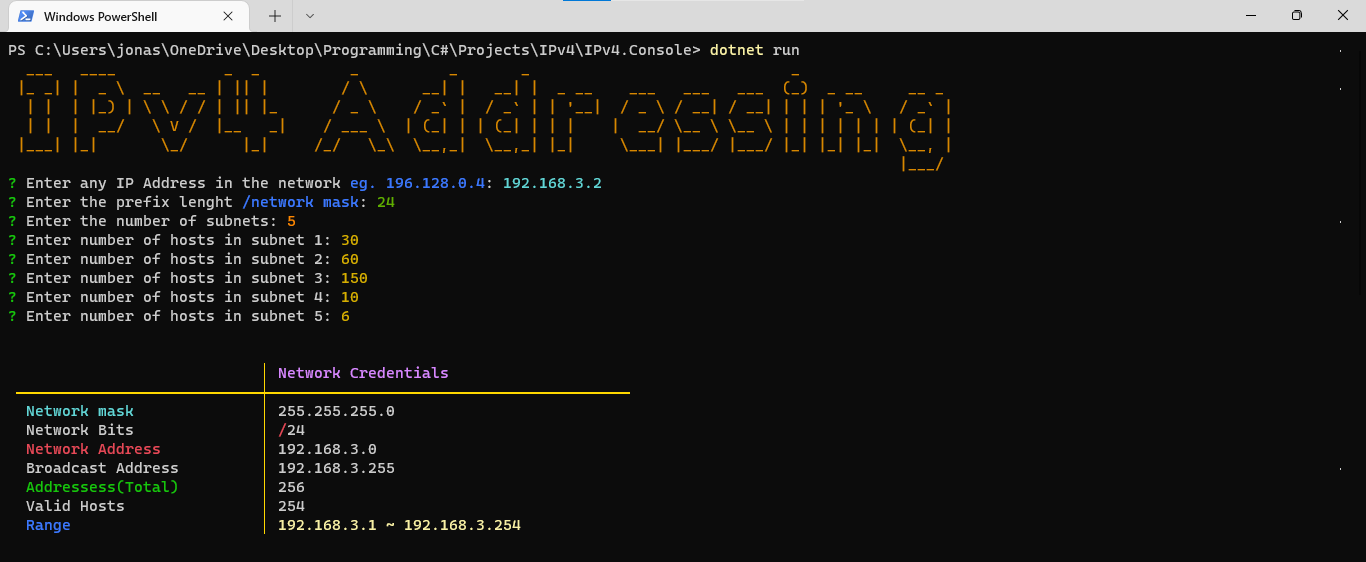 Windows PowerShell
PS C:\Users\jonas\OneDrive\Desktop\Programming\C#\Projects\IPv4\IPv4.Console> dotnet run
IPv4 Addressing
? Enter any IP Address in the network eg. 196.128.0.4: 192.168.3.2
? Enter the prefix lenght /network mask: 24
? Enter the number of subnets: 5
? Enter number of hosts in subnet 1: 30
? Enter number of hosts in subnet 2: 60
? Enter number of hosts in subnet 3: 150
? Enter number of hosts in subnet 4: 10
? Enter number of hosts in subnet 5: 6
Network Credentials
Network mask 255.255.255.0
Network Bits /24
Network Address 192.168.3.0
Broadcast Address 192.168.3.255
Addressess(Total) 256
Valid Hosts 254
Range 192.168.3.1 ~ 192.168.3.254